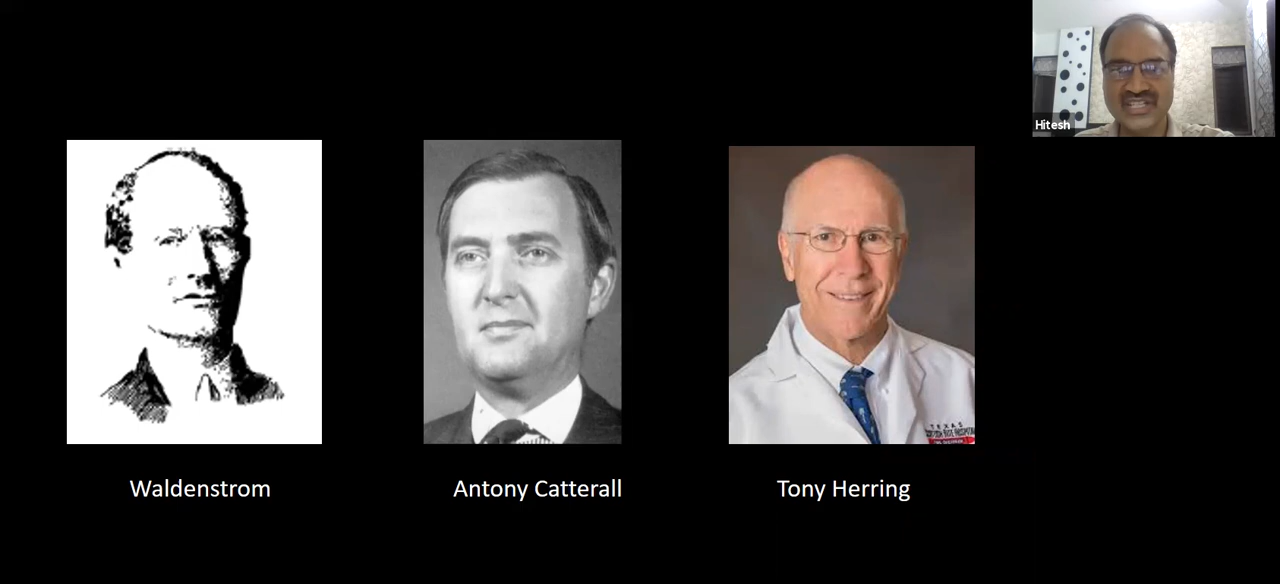 Hitesh
Waldenstrom
Antony Catterall
Tony Herring
TEXAS